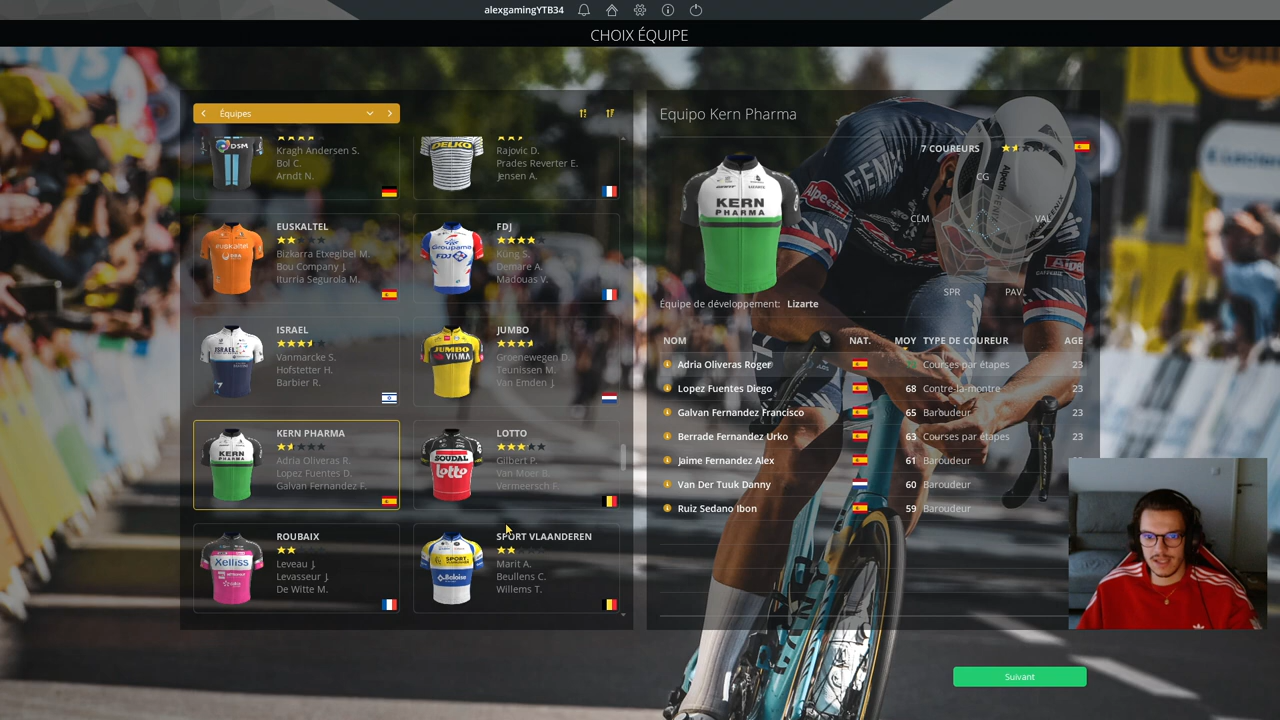 alexgamingYTB34
CHOIX ÉQUIPE
Équipes
DSM
Kragh Andersen S.
Bol C.
Arndt N.
DELKO
Rajovic D.
Prades Reverter E.
Jensen A.
EUSKALTEL
Bizkarra Etxegibel M.
Bou Company J.
Iturria Segurola M.
FDJ
Küng S.
Demare A.
Madouas V.
ISRAEL
Vanmarcke S.
Hofstetter H.
Barbier R.
JUMBO
Groenewegen D.
Teunissen M.
Van Emden J.
KERN PHARMA
Adria Oliveras R.
Lopez Fuentes D.
Galvan Fernandez F.
LOTTO
Gilbert P.
Van Moer B.
Vermeersch F.
ROUBAIX
Leveau J.
Levasseur J.
De Witte M.
SPORT VLAANDEREN
Marit A.
Beullens C.
Willems T.
Equipo Kern Pharma
7 COUREURS
CG
CLM
VAL
SPR
PAV
KERN
PHARMA
Équipe de développement: Lizarte
NOM NAT. MOY TYPE DE COUREUR AGE
Adria Oliveras Roger Courses par étapes 23
Lopez Fuentes Diego 68 Contre-la-montre 23
Galvan Fernandez Francisco 65 Baroudeur 23
Berrade Fernandez Urko 63 Courses par étapes 23
Jaime Fernandez Alex 61 Baroudeur
Van Der Tuuk Danny 60 Baroudeur
Ruiz Sedano Ibon 59 Baroudeur
Suivant